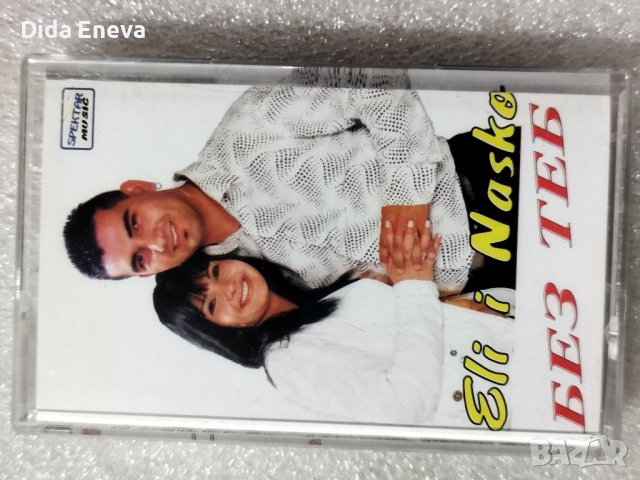 Dida Eneva
SPEKTAR
MUSIC
Eli i Nasko
БЕЗ ТЕБ
BAZAR